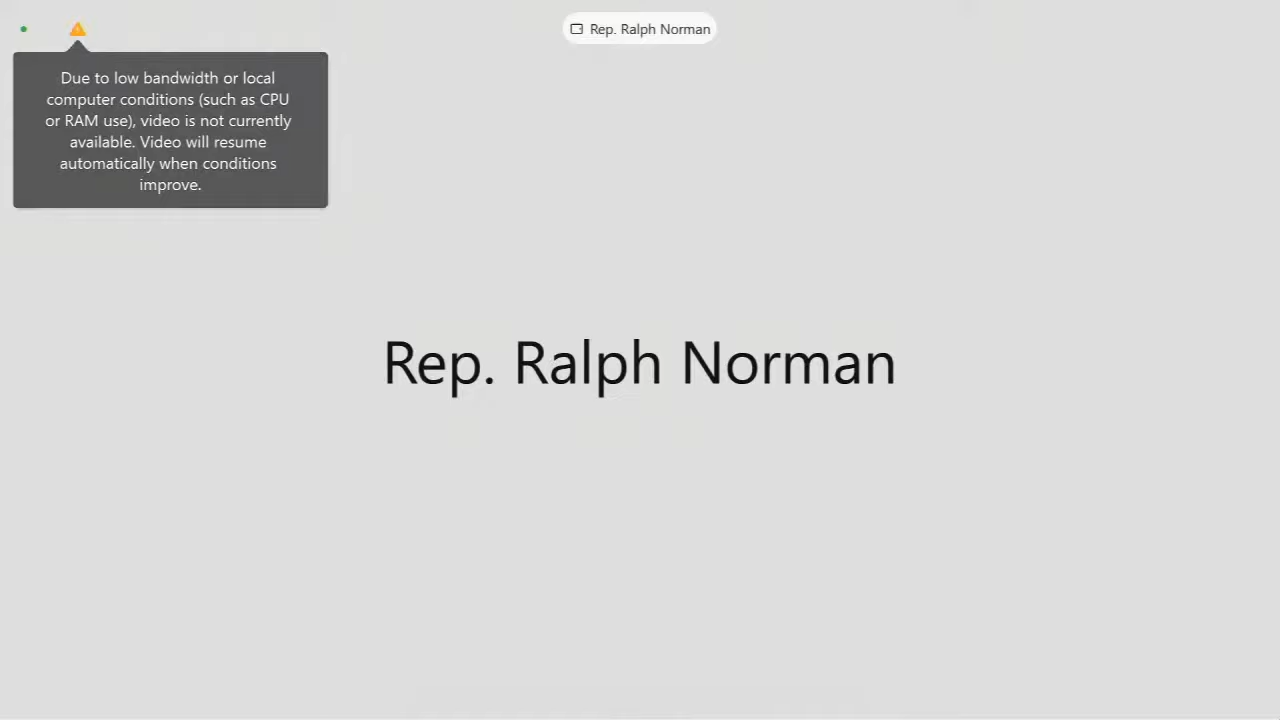 Rep. Ralph Norman
Due to low bandwidth or local
computer conditions (such as CPU
or RAM use), video is not currently
available. Video will resume
automatically when conditions
improve.
Rep. Ralph Norman